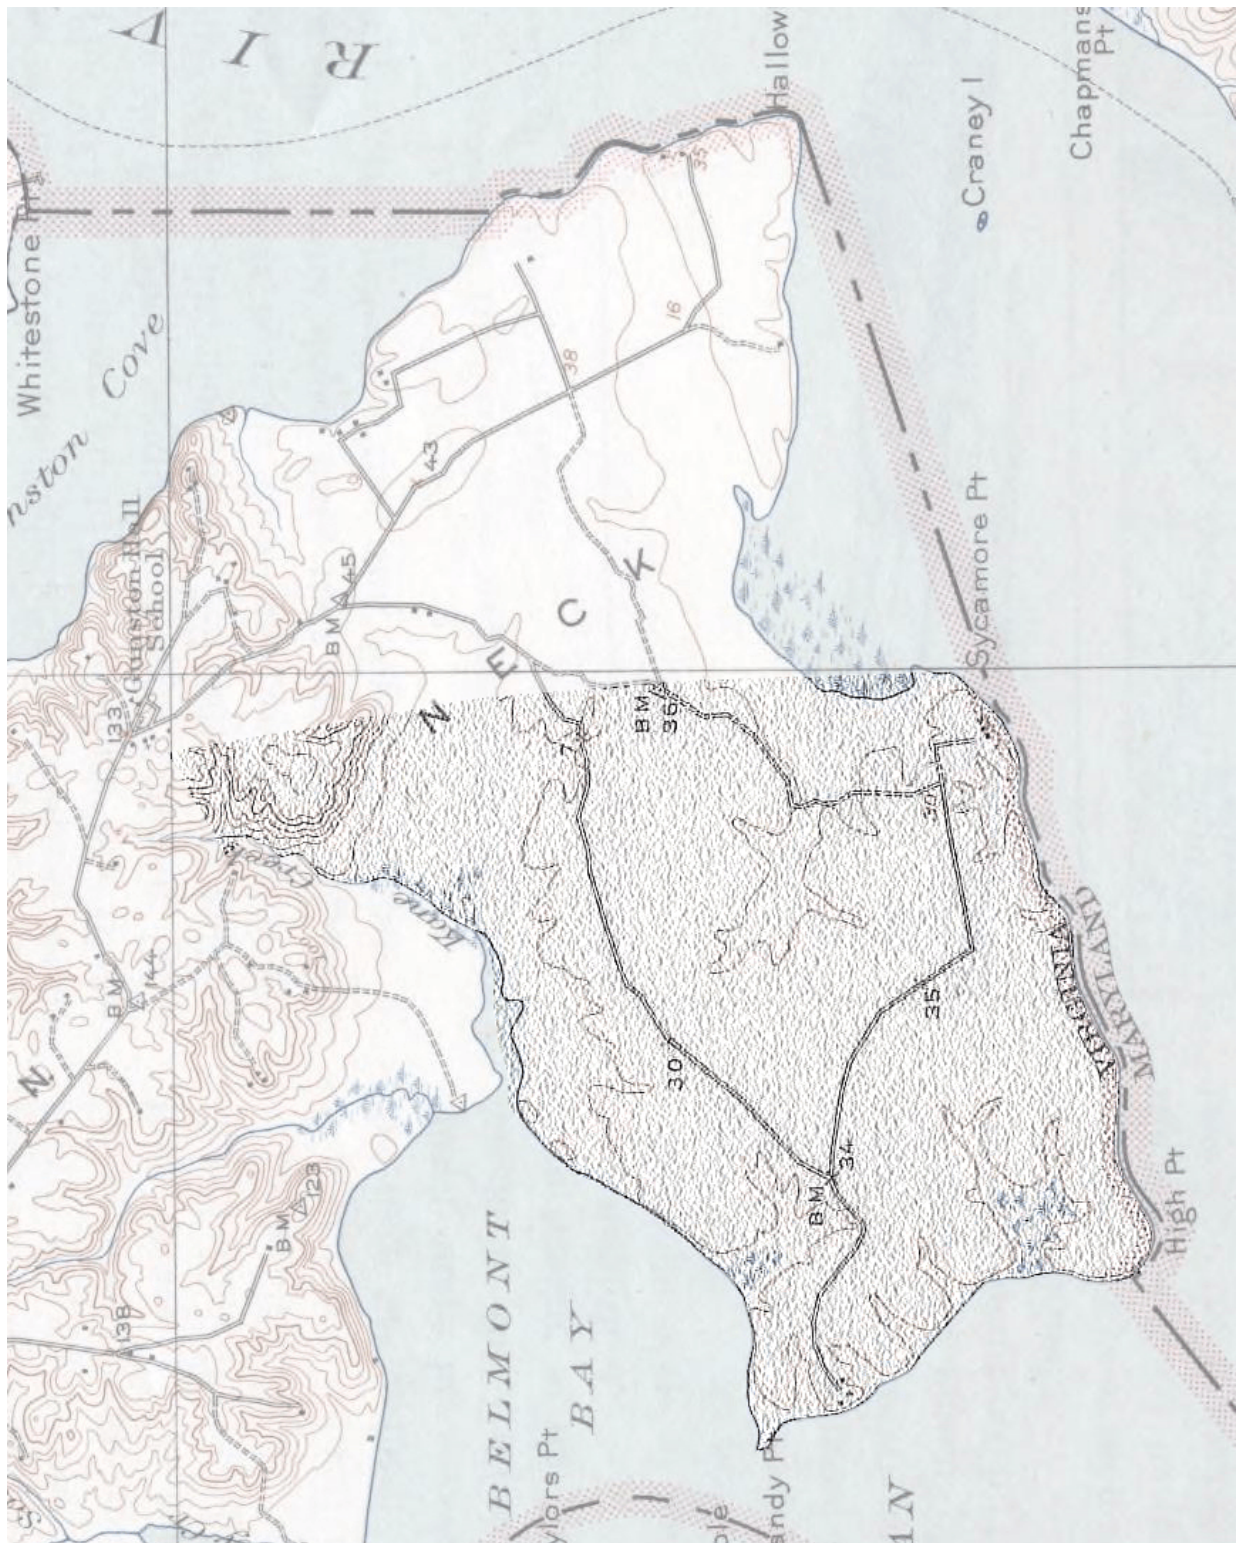 RIV
Hallow
Chapmans
Pt
Craney I
Whitestone Pt
Cove
nston
35
16
38
43
Sycamore Pt
Gunston Hall
School
45
BM
133
N E C K
BM
36
7
30
Kane
Creek
BM
144
N
35
30
VIRGINIA
MARYLAND
34
BM
High Pt
123
BM
138
BELMONT
BAY
ylors Pt
andy Pt
ple